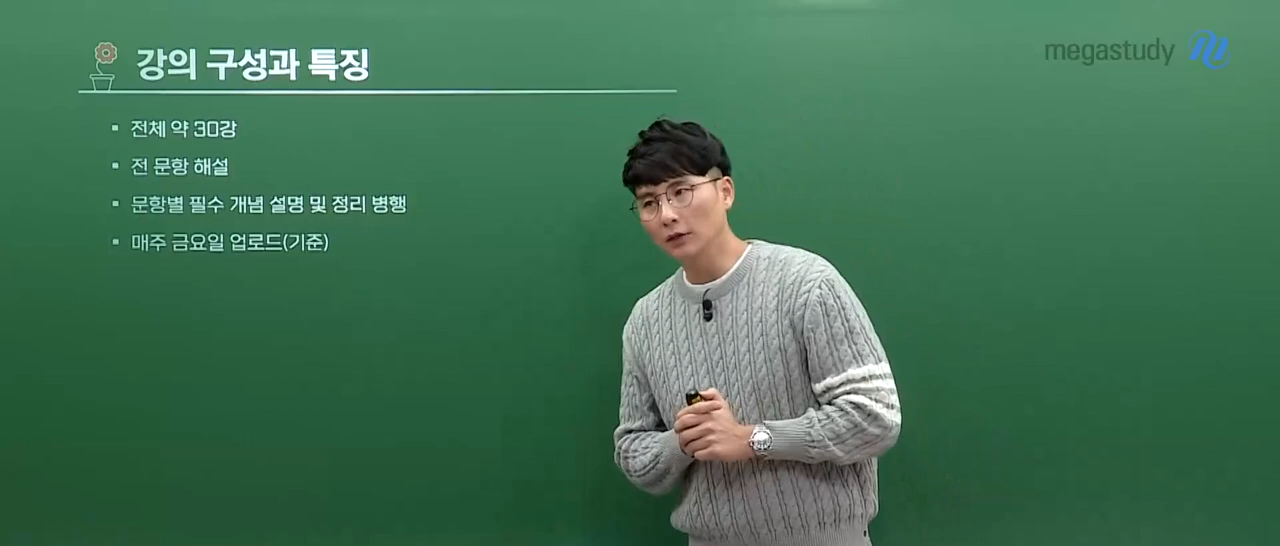 강의 구성과 특징
megastudy
전체 약 30강
전 문항 해설
문항별 필수 개념 설명 및 정리 병행
매주 금요일 업로드(기준)